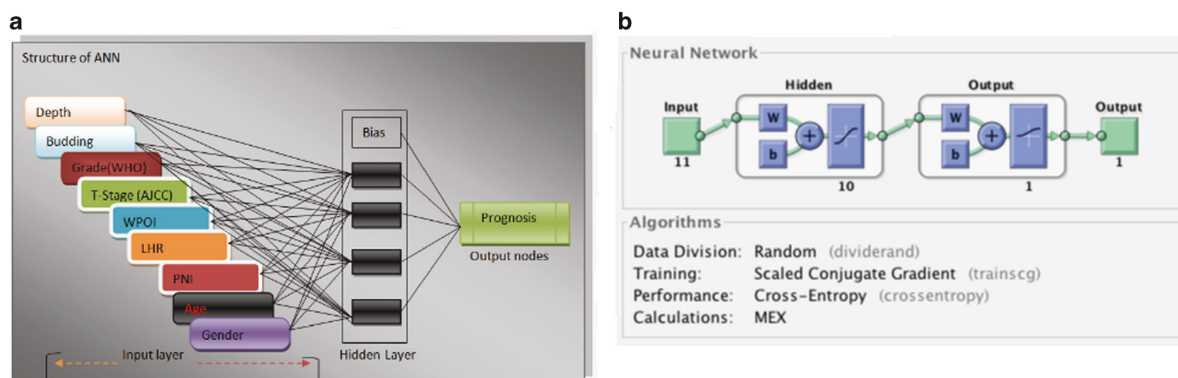 a
Structure of ANN
Depth
Budding
Grade(WHO)
T-Stage (AJCC)
WPOI
LHR
PNI
Age
Gender
Input layer
Bias
Hidden Layer
Prognosis
Output nodes
b
Neural Network
Hidden
Output
Input
Output
W
b
+
W
b
+
11
10
1
1
Algorithms
Data Division: Random (dividerand)
Training: Scaled Conjugate Gradient (trainscg)
Performance: Cross-Entropy (crossentropy)
Calculations: MEX